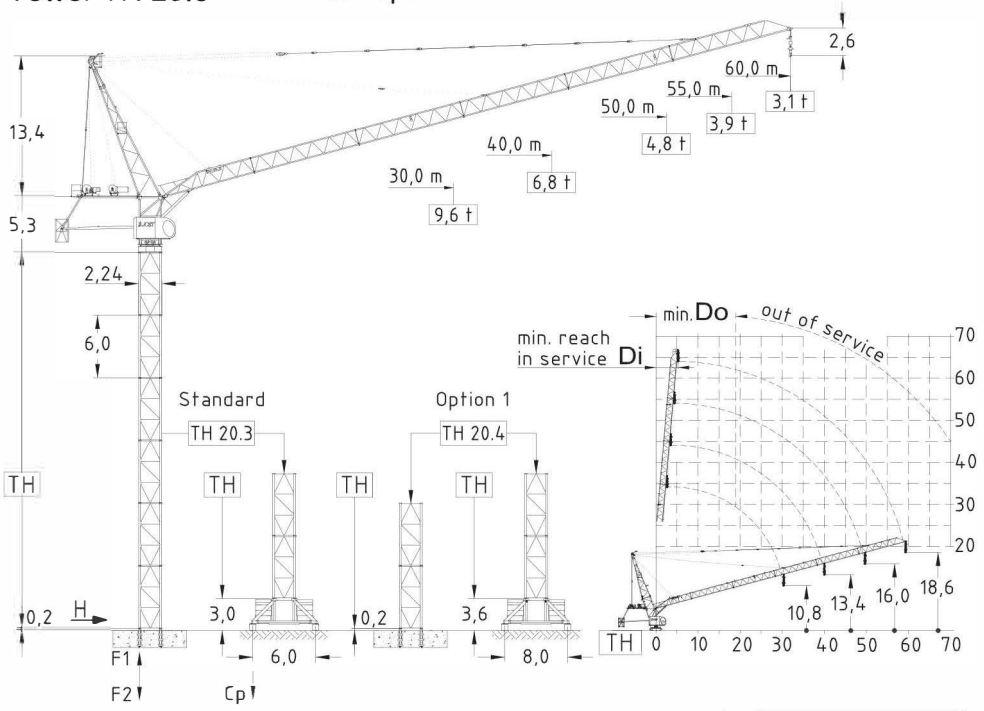 2,6
60,0 m
3,1 t
55,0 m
3,9 t
50,0 m
4,8 t
40,0 m
6,8 t
30,0 m
9,6 t
13,4
5,3
JOST
2,24
6,0
TH
0,2
H
F1
F2
Standard
TH 20.3
TH
3,0
6,0
Cp
Option 1
TH 20.4
TH
0,2
TH
3,6
8,0
min. Do
out of service
min. reach
in service Di
70
60
50
40
30
20
10,8
13,4
16,0
18,6
TH
0 10 20 30 40 50 60 70